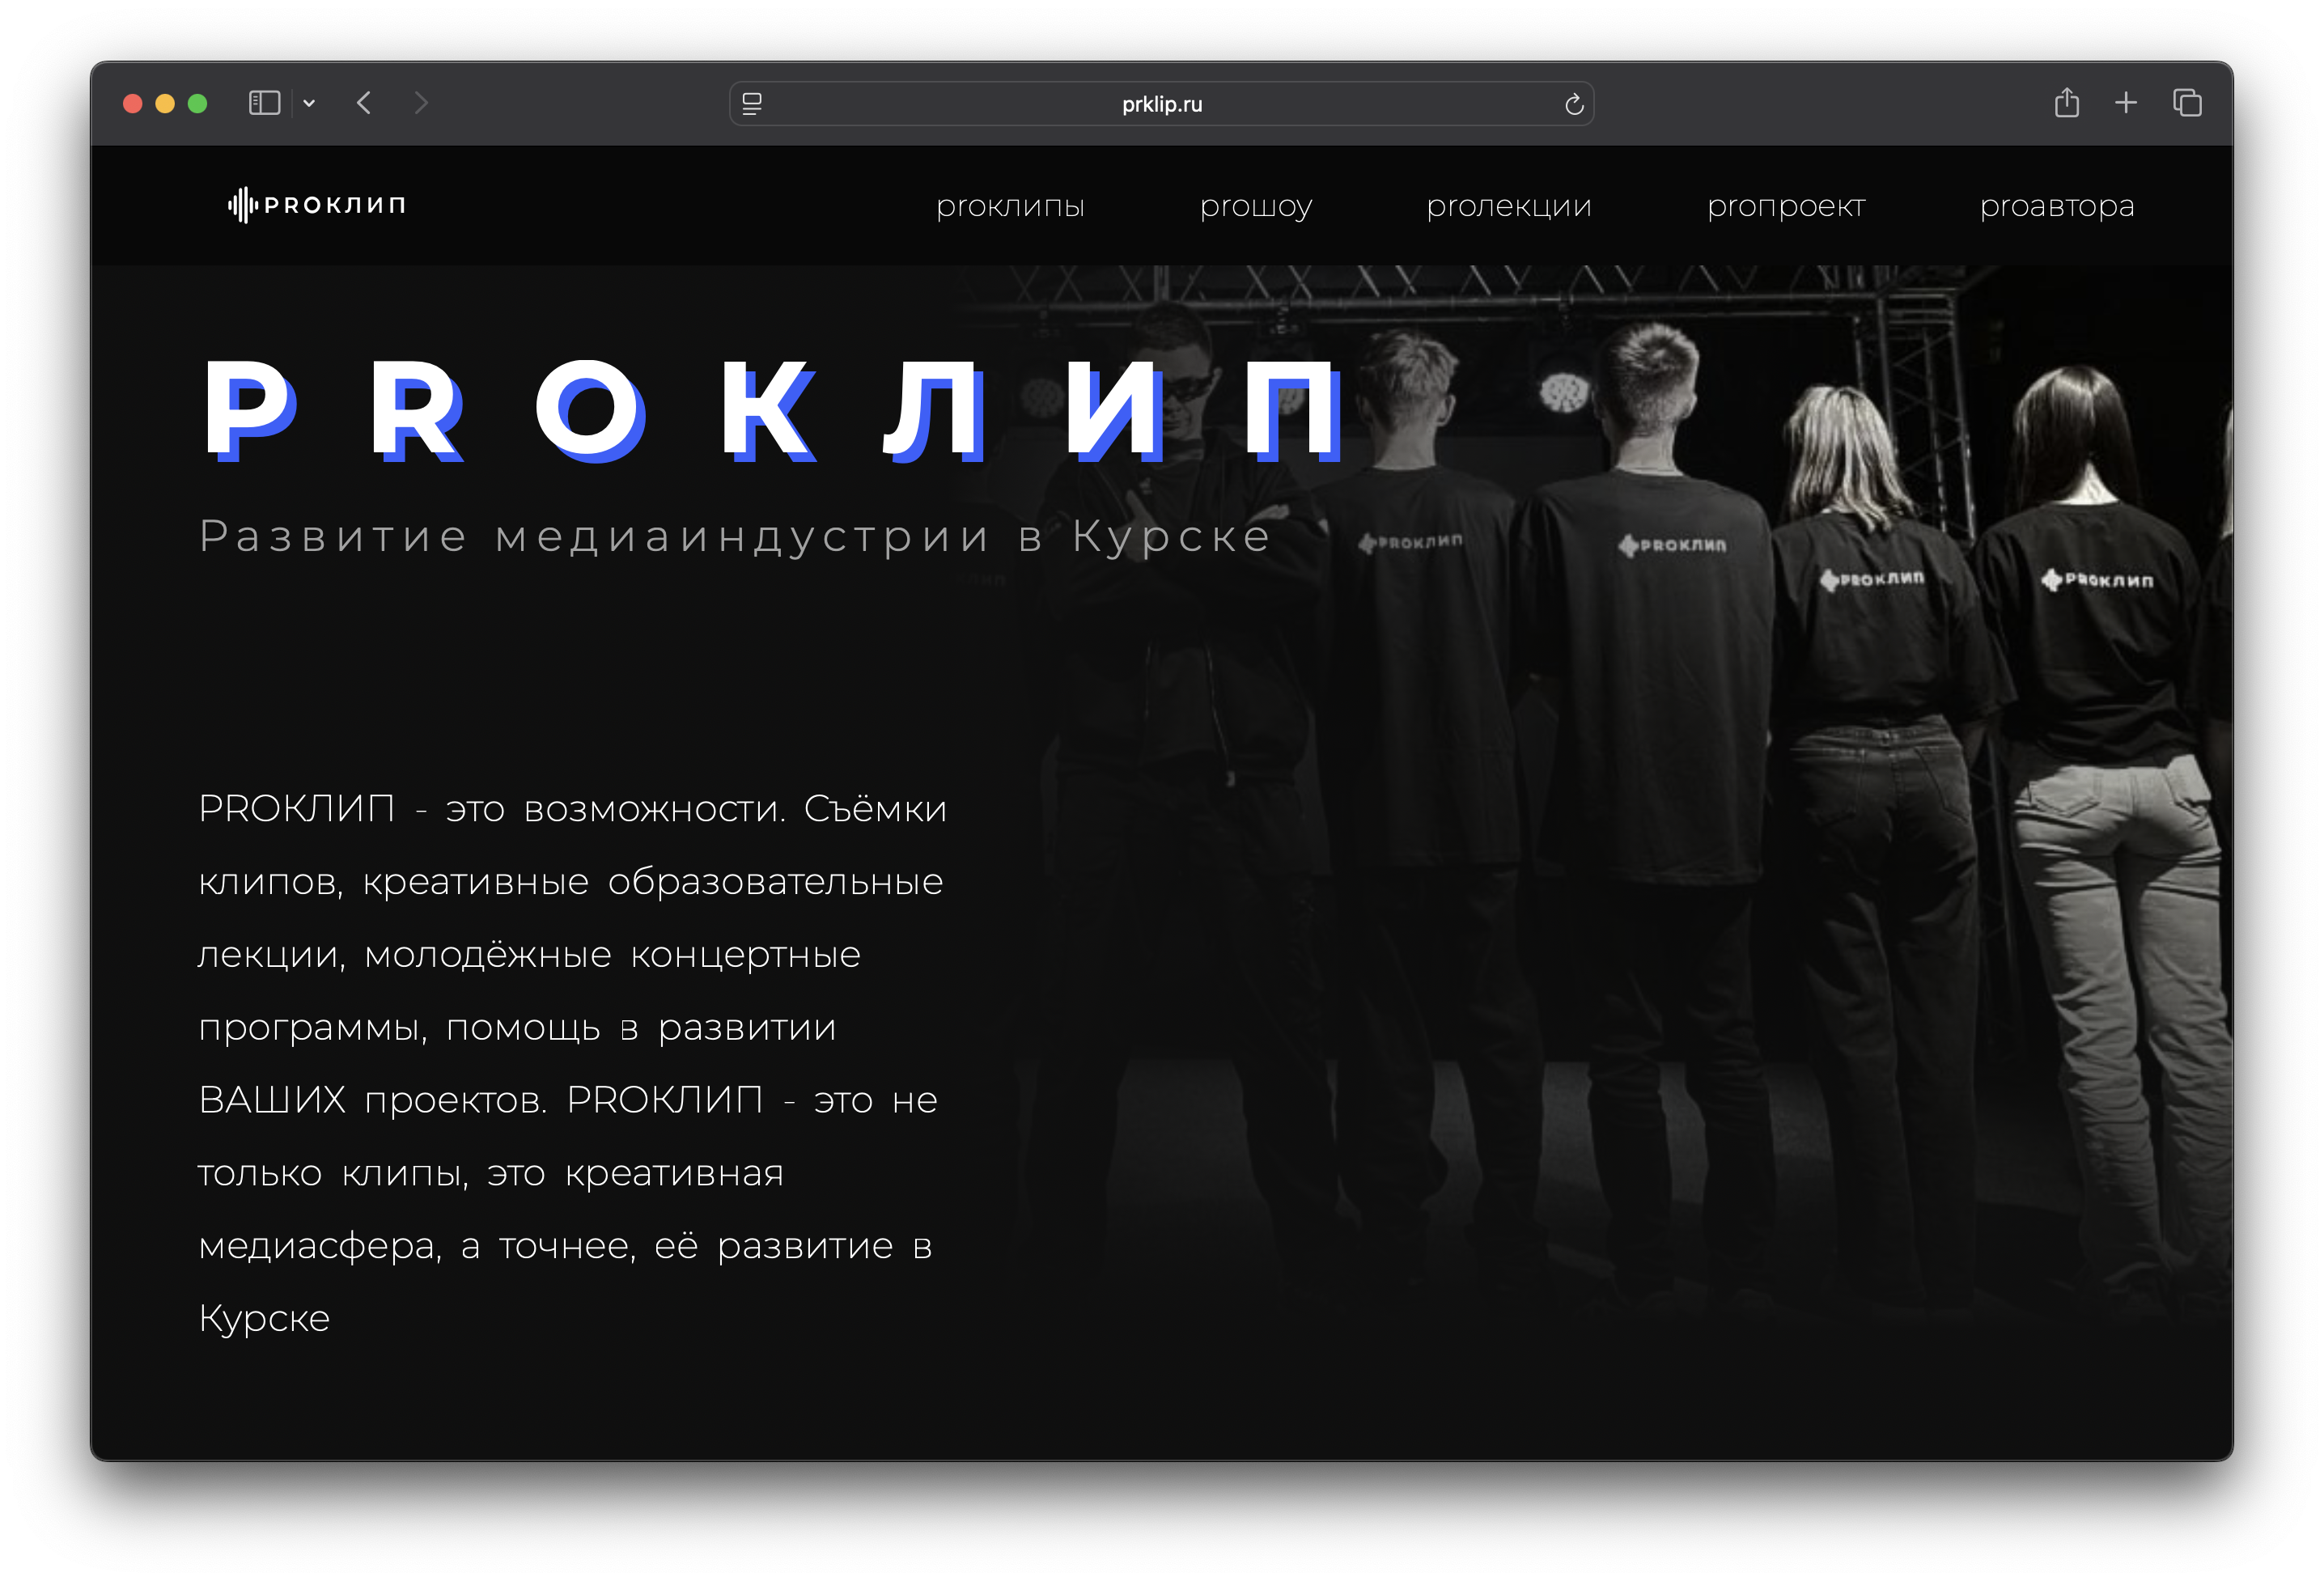 prklip.ru
PROКЛИП
proклипы proшоу proлекции proпроект proавтора
PROКЛИП
Развитие медиаиндустрии в Курске
PROКЛИП
PROКЛИП
PROКЛИП
PROКЛИП
PROКЛИП - это возможности. Съёмки
клипов, креативные образовательные
лекции, молодёжные концертные
программы, помощь в развитии
ВАШИХ проектов. PROКЛИП - это не
только клипы, это креативная
медиасфера, а точнее, её развитие в
Курске